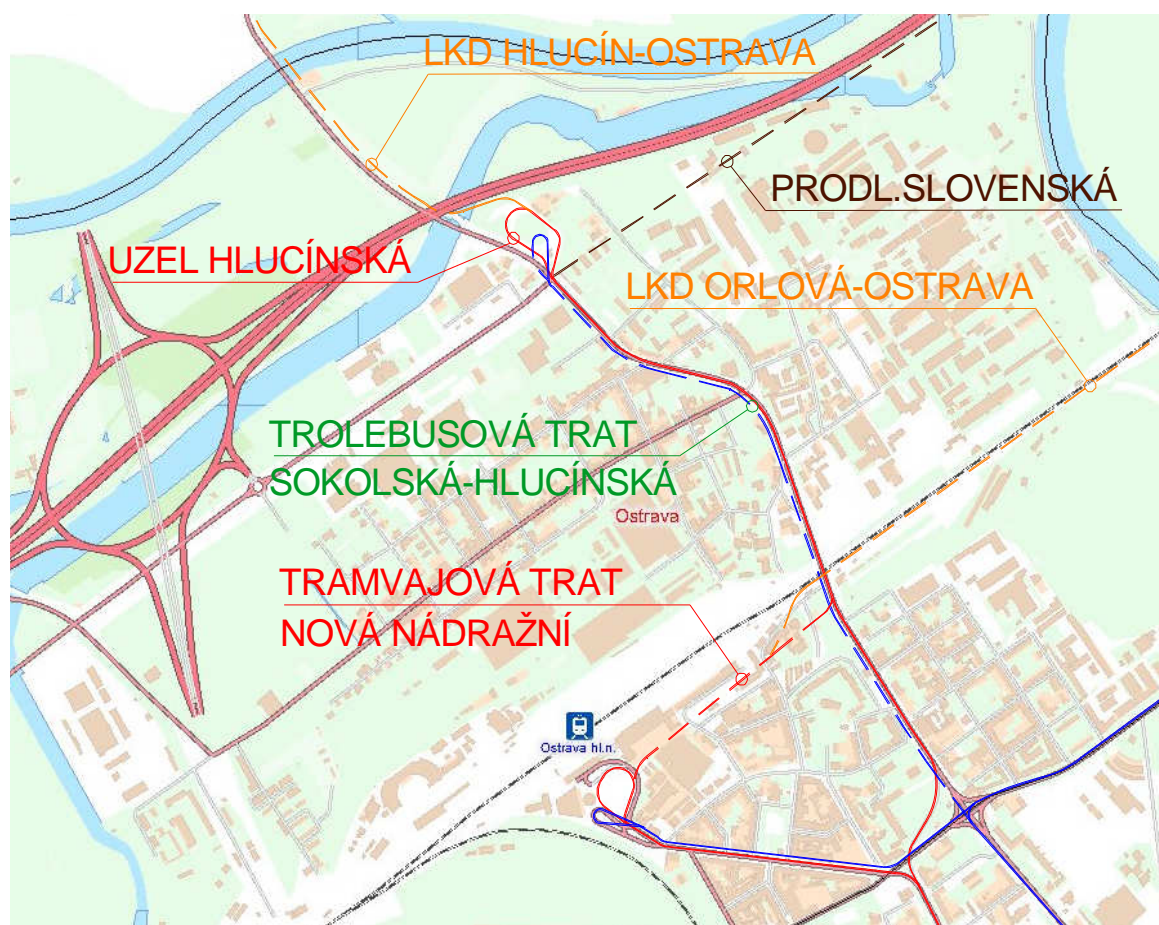 LKD HLUCÍN-OSTRAVA
PRODL.SLOVENSKÁ
UZEL HLUCÍNSKÁ
LKD ORLOVÁ-OSTRAVA
TROLEBUSOVÁ TRAT
SOKOLSKÁ-HLUCÍNSKÁ
Ostrava
TRAMVAJOVÁ TRAT
NOVÁ NÁDRAŽNÍ
Ostrava hl.n.